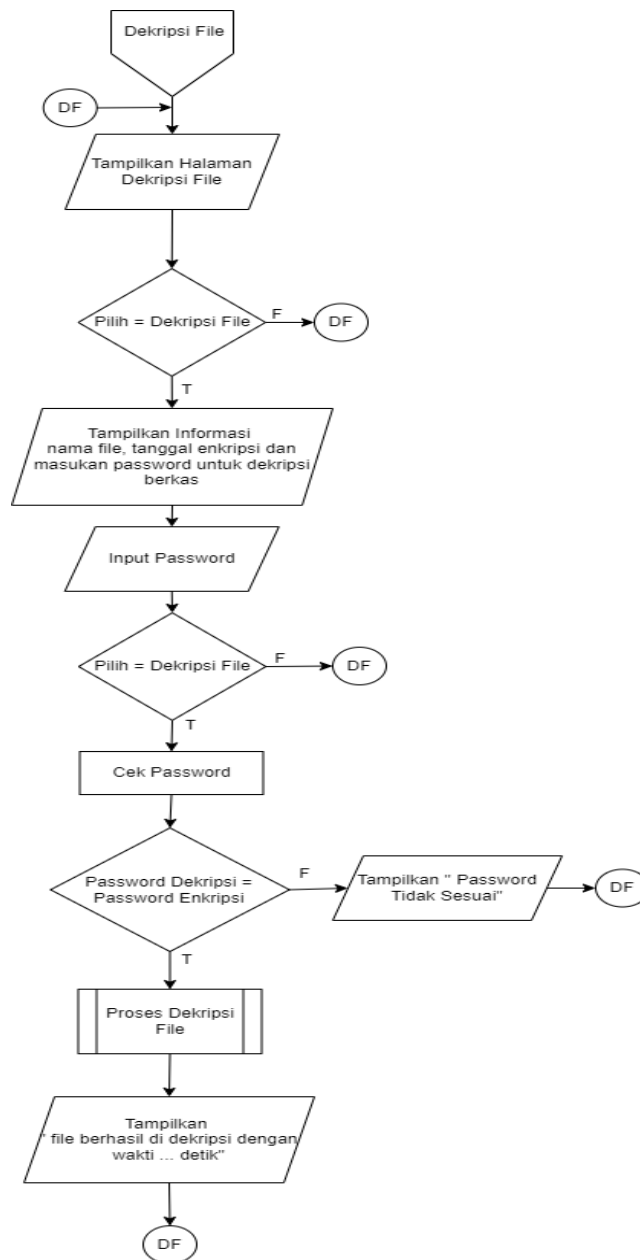 Dekripsi File
DF
Tampilkan Halaman
Dekripsi File
Pilih = Dekripsi File
F
DF
T
Tampilkan Informasi
nama file, tanggal enkripsi dan
masukan password untuk dekripsi
berkas
Input Password
Pilih = Dekripsi File
F
DF
T
Cek Password
Password Dekripsi =
Password Enkripsi
F
Tampilkan " Password
Tidak Sesuai"
DF
T
Proses Dekripsi
File
Tampilkan
" file berhasil di dekripsi dengan
wakti ... detik"
DF